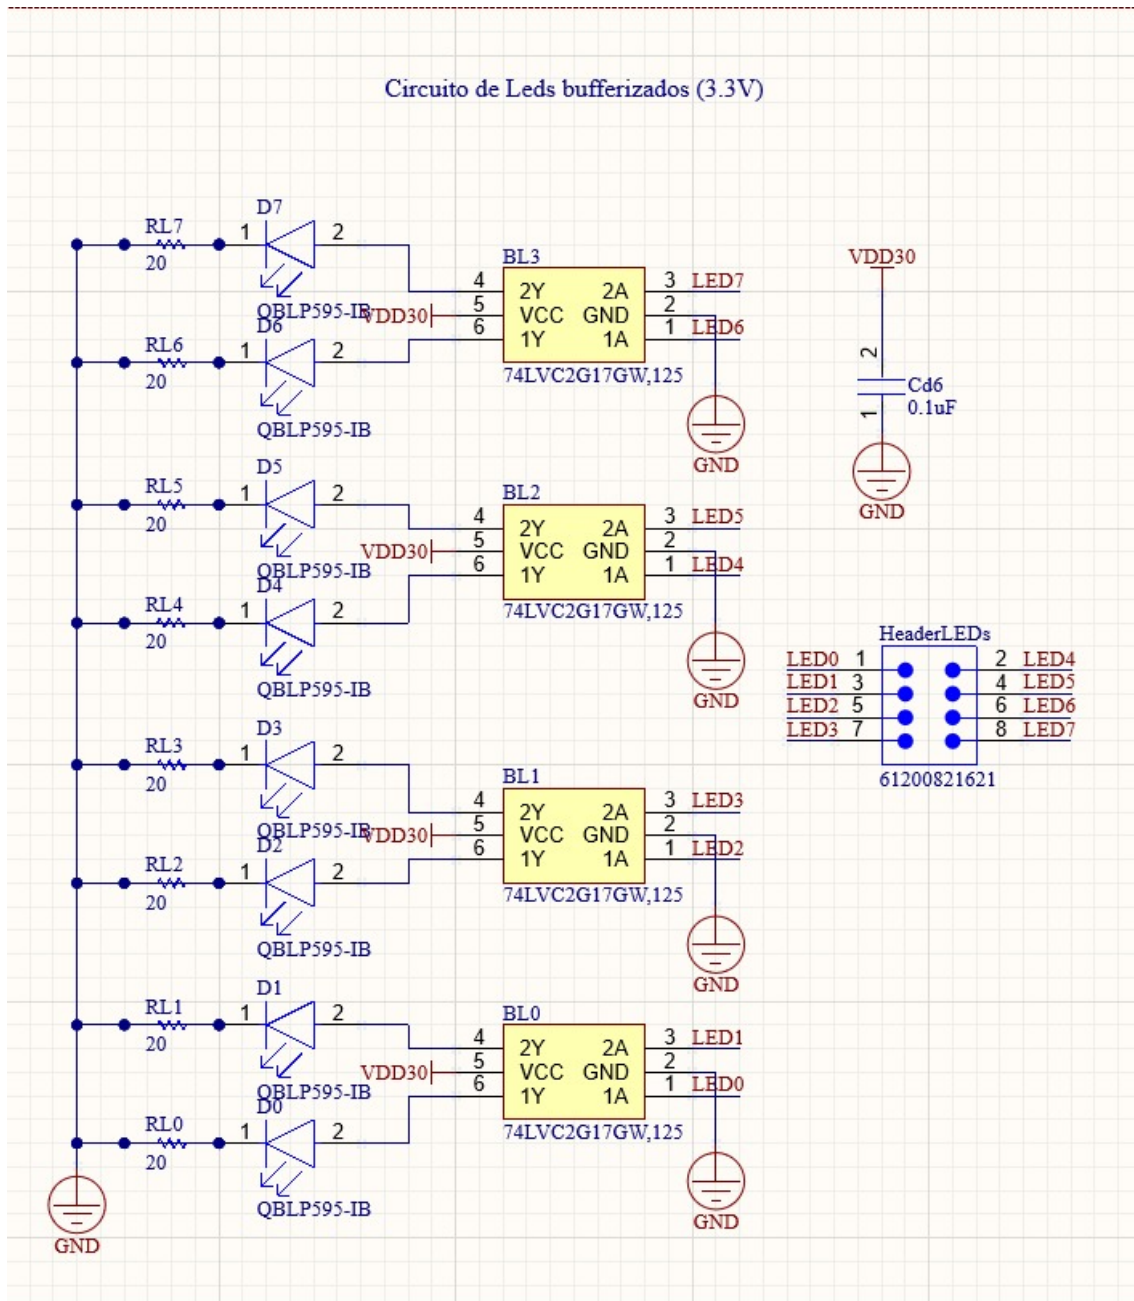 Circuito de Leds bufferizados (3.3V)
D7
RL7
1
2
20
QBLP595-IB
BL3
4
2Y
2A
3
LED7
VDD30
5
VCC
GND
2
6
1Y
1A
1
LED6
74LVC2G17GW,125
GND
D6
RL6
1
2
20
QBLP595-IB
VDD30
2
Cd6
0.1uF
1
GND
D5
RL5
1
2
20
QBLP595-IB
BL2
4
2Y
2A
3
LED5
VDD30
5
VCC
GND
2
6
1Y
1A
1
LED4
74LVC2G17GW,125
GND
D4
RL4
1
2
20
QBLP595-IB
HeaderLEDs
LED0
1
2
LED4
LED1
3
4
LED5
LED2
5
6
LED6
LED3
7
8
LED7
61200821621
D3
RL3
1
2
20
QBLP595-IB
BL1
4
2Y
2A
3
LED3
VDD30
5
VCC
GND
2
6
1Y
1A
1
LED2
74LVC2G17GW,125
GND
D2
RL2
1
2
20
QBLP595-IB
D1
RL1
1
2
20
QBLP595-IB
BL0
4
2Y
2A
3
LED1
VDD30
5
VCC
GND
2
6
1Y
1A
1
LED0
74LVC2G17GW,125
GND
D0
RL0
1
2
20
QBLP595-IB
GND